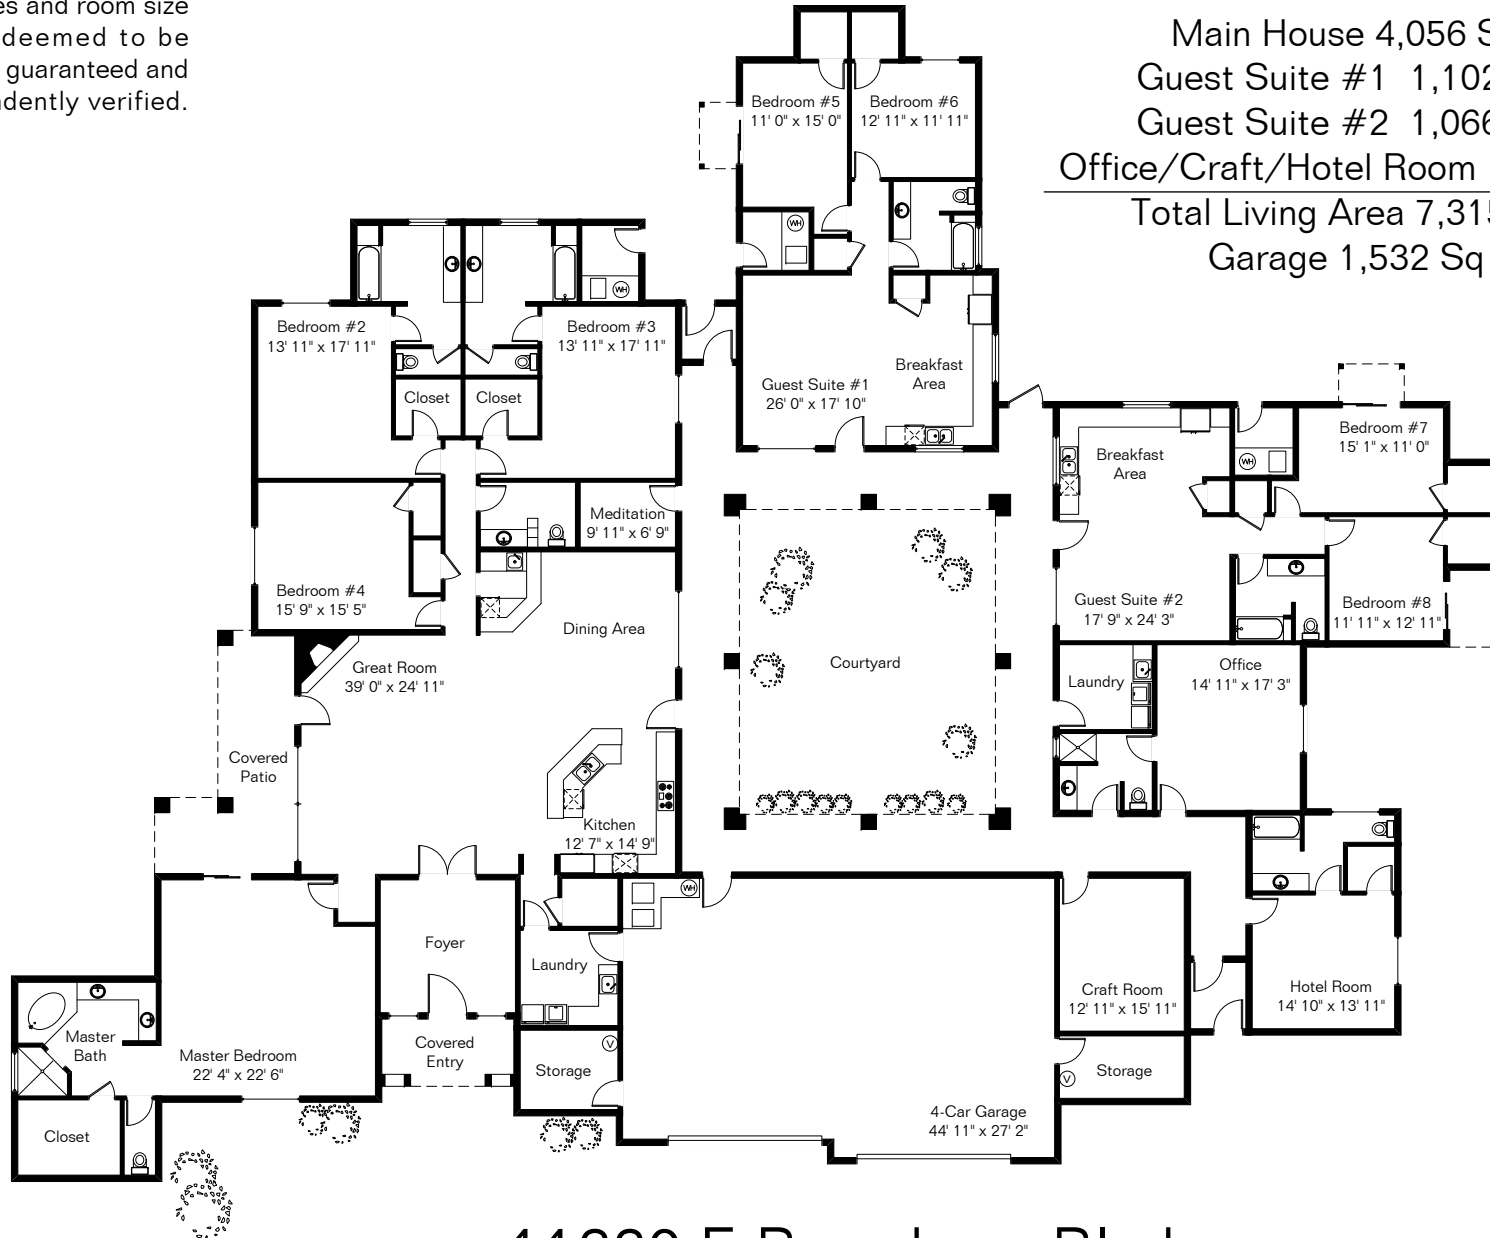 and room size
deemed to be
guaranteed and
verified.
Main House 4,056
Guest Suite #1 1,102
Guest Suite #2 1,066
Office/Craft/Hotel Room
Total Living Area 7,315
Garage 1,532 Sq
Bedroom #5
11' 0" x 15' 0"
Bedroom #6
12' 11" x 11' 11"
WH
WH
Bedroom #2
13' 11" x 17' 11"
Bedroom #3
13' 11" x 17' 11"
Closet
Closet
Guest Suite #1
26' 0" x 17' 10"
Breakfast
Area
Breakfast
Area
WH
Bedroom #7
15' 1" x 11' 0"
Meditation
9' 11" x 6' 9"
Bedroom #4
15' 9" x 15' 5"
Dining Area
Guest Suite #2
17' 9" x 24' 3"
Bedroom #8
11' 11" x 12' 11"
Great Room
39' 0" x 24' 11"
Courtyard
Laundry
Office
14' 11" x 17' 3"
Covered
Patio
Kitchen
12' 7" x 14' 9"
WH
Foyer
Laundry
Craft Room
12' 11" x 15' 11"
Hotel Room
14' 10" x 13' 11"
Master
Bath
Master Bedroom
22' 4" x 22' 6"
Covered
Entry
V
Storage
V
Storage
4-Car Garage
44' 11" x 27' 2"
Closet